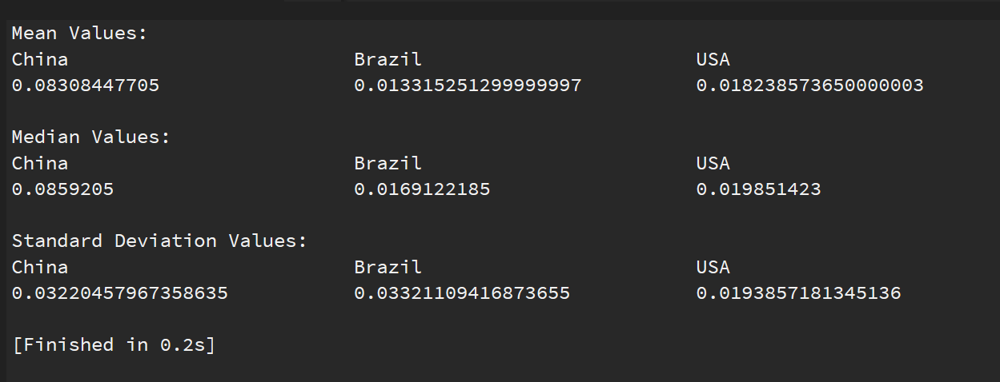 Mean Values:
China Brazil USA
0.08308447705 0.013315251299999997 0.018238573650000003
Median Values:
China Brazil USA
0.0859205 0.0169122185 0.019851423
Standard Deviation Values:
China Brazil USA
0.03220457967358635 0.03321109416873655 0.0193857181345136
[Finished in 0.2s]